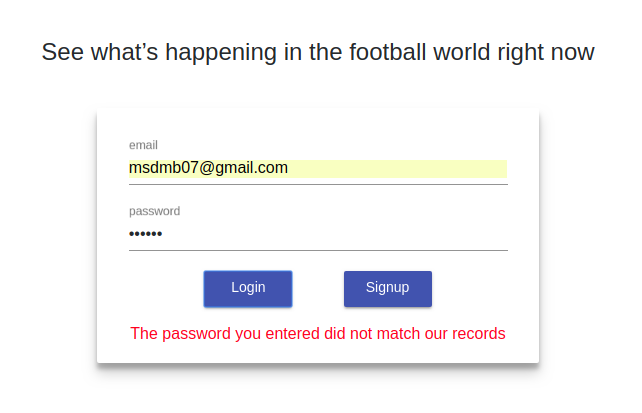 See what’s happening in the football world right now
email
msdmb07@gmail.com
password
••••••
Login Signup
The password you entered did not match our records